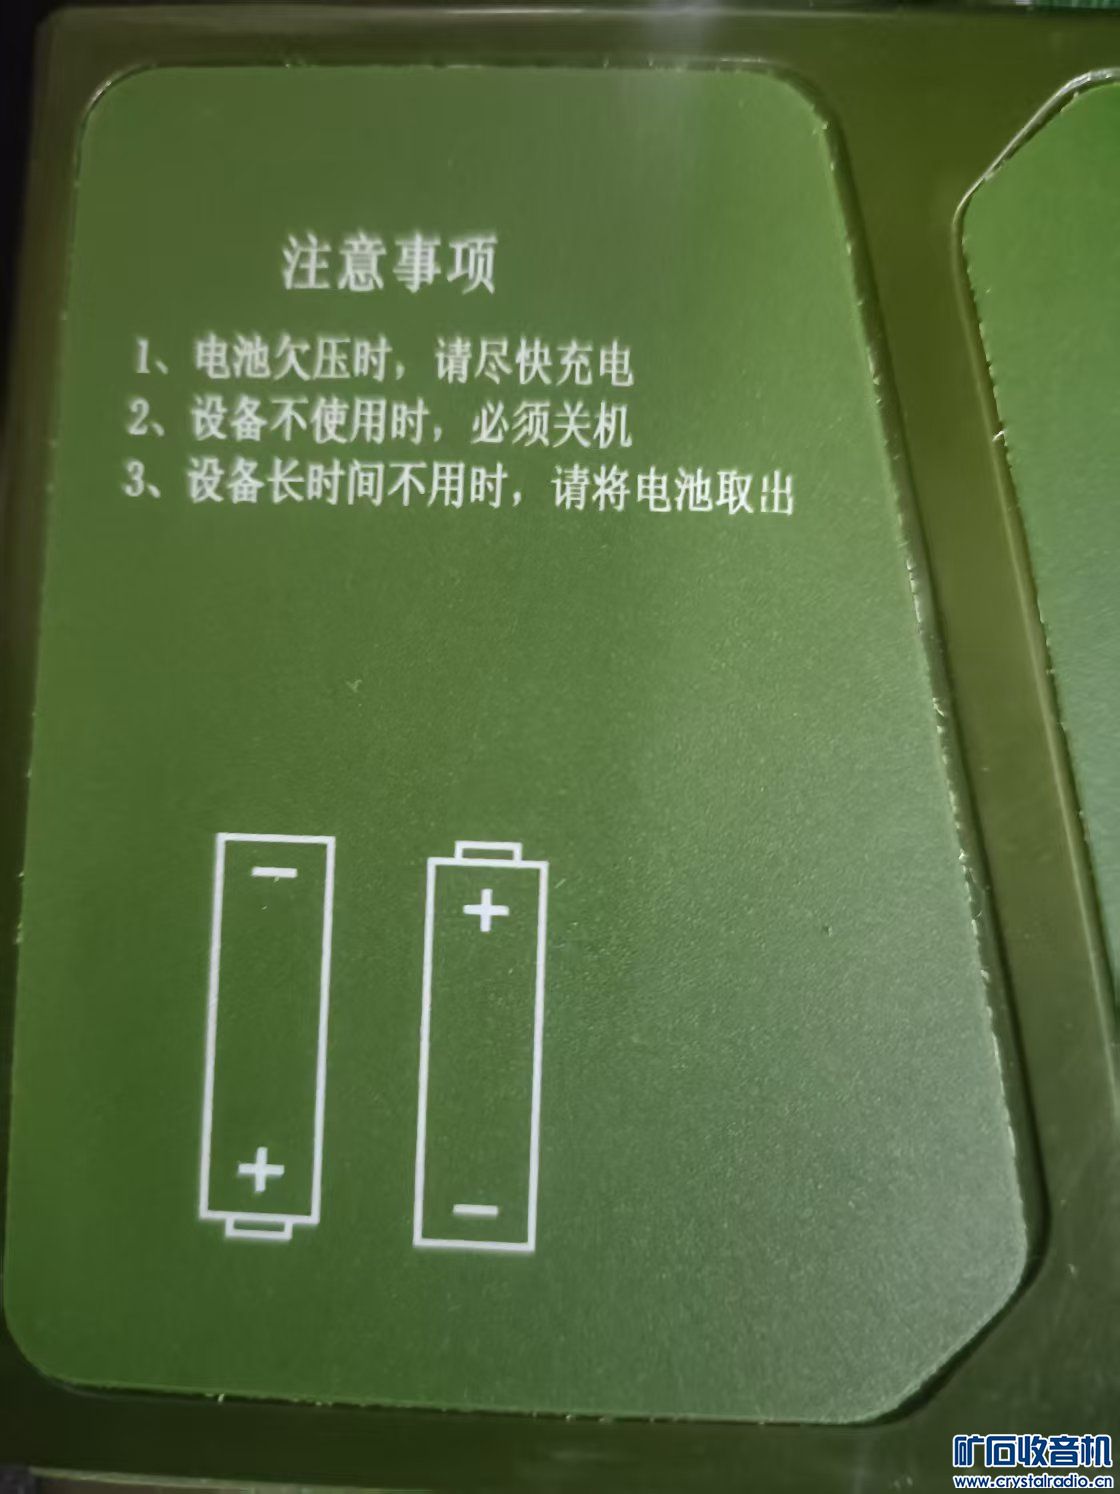 注意事项
1、电池欠压时，请尽快充电
2、设备不使用时，必须关机
3、设备长时间不用时，请将电池取出
－ ＋
＋ －
矿石收音机
www.crystalradio.cn